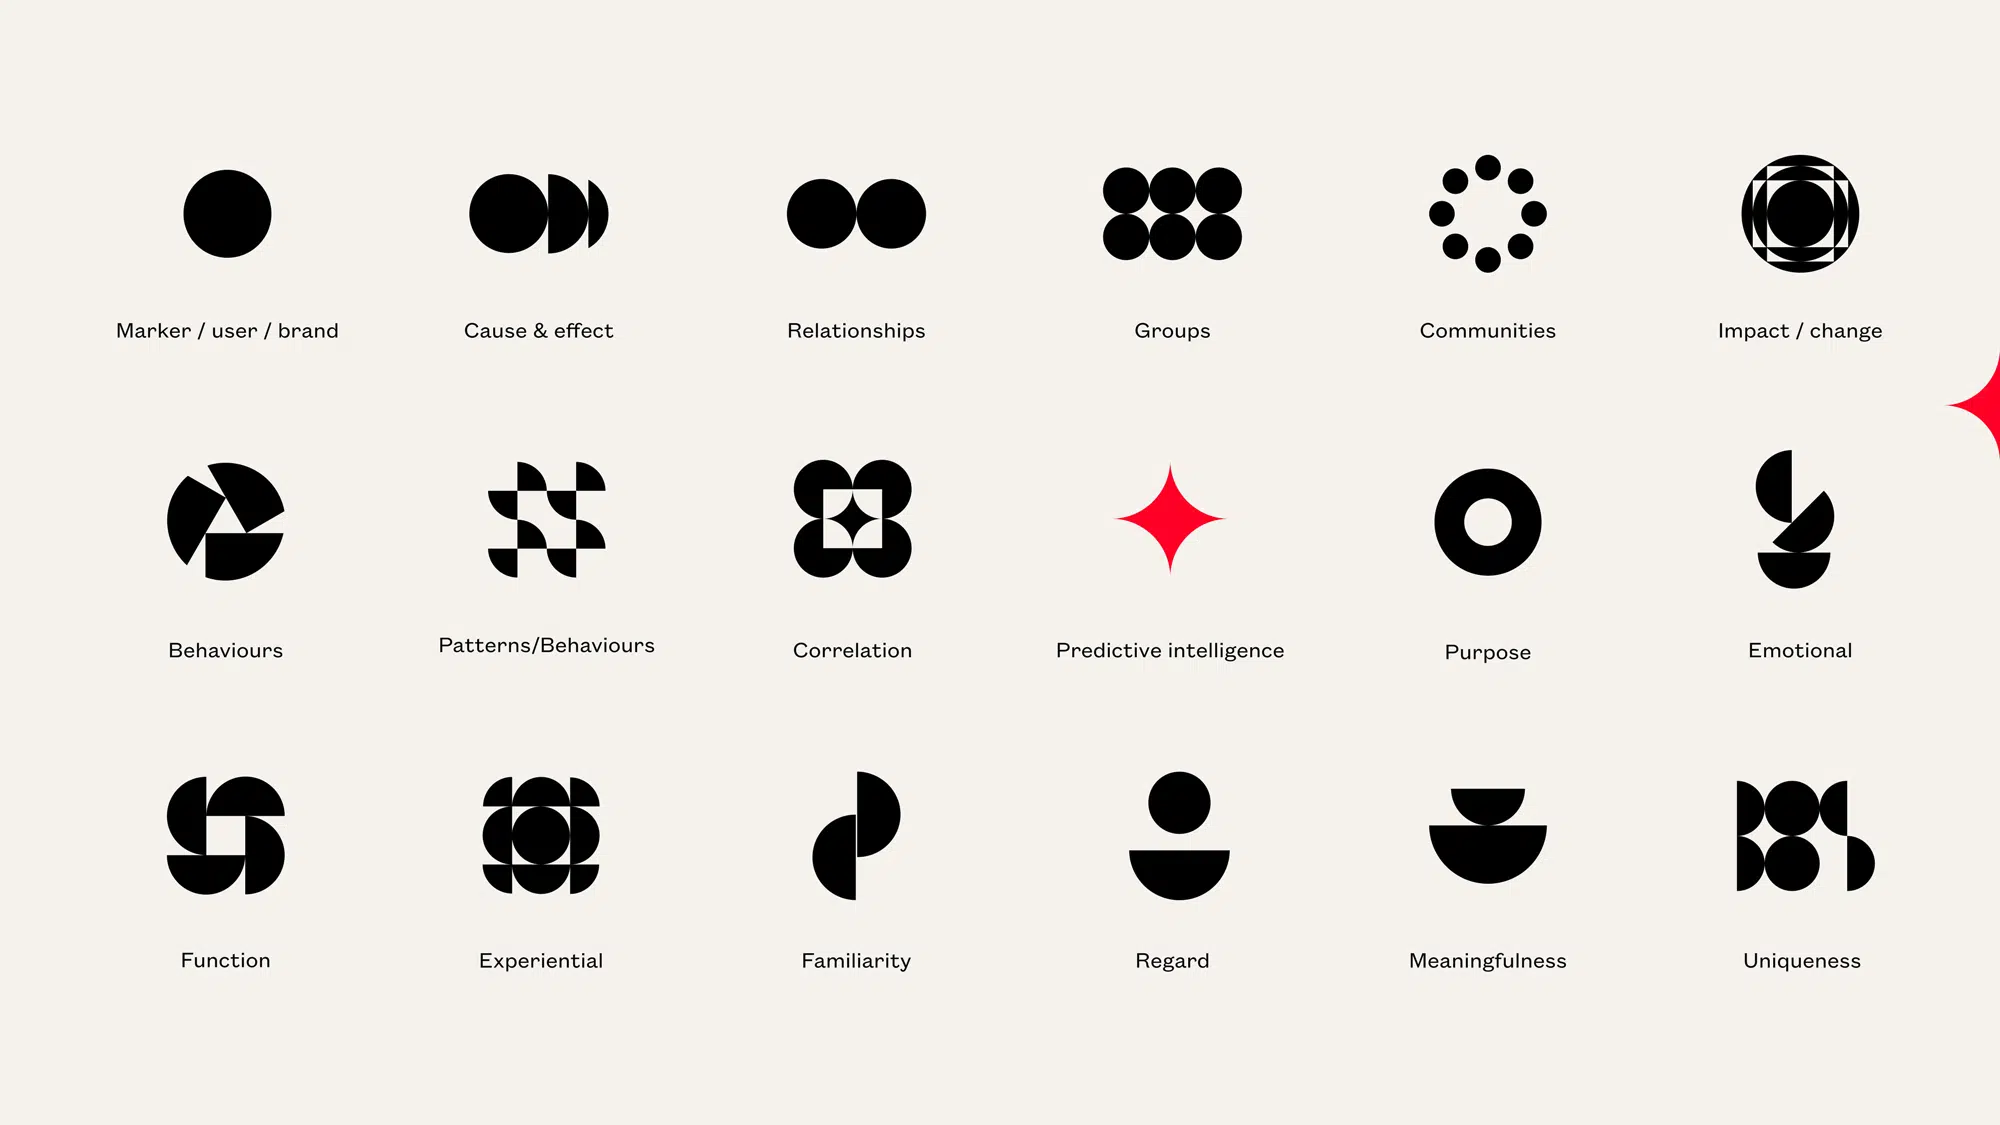 Marker / user / brand
Cause & effect
Relationships
Groups
Communities
Impact / change
Behaviours
Patterns/Behaviours
Correlation
Predictive intelligence
Purpose
Emotional
Function
Experiential
Familiarity
Regard
Meaningfulness
Uniqueness